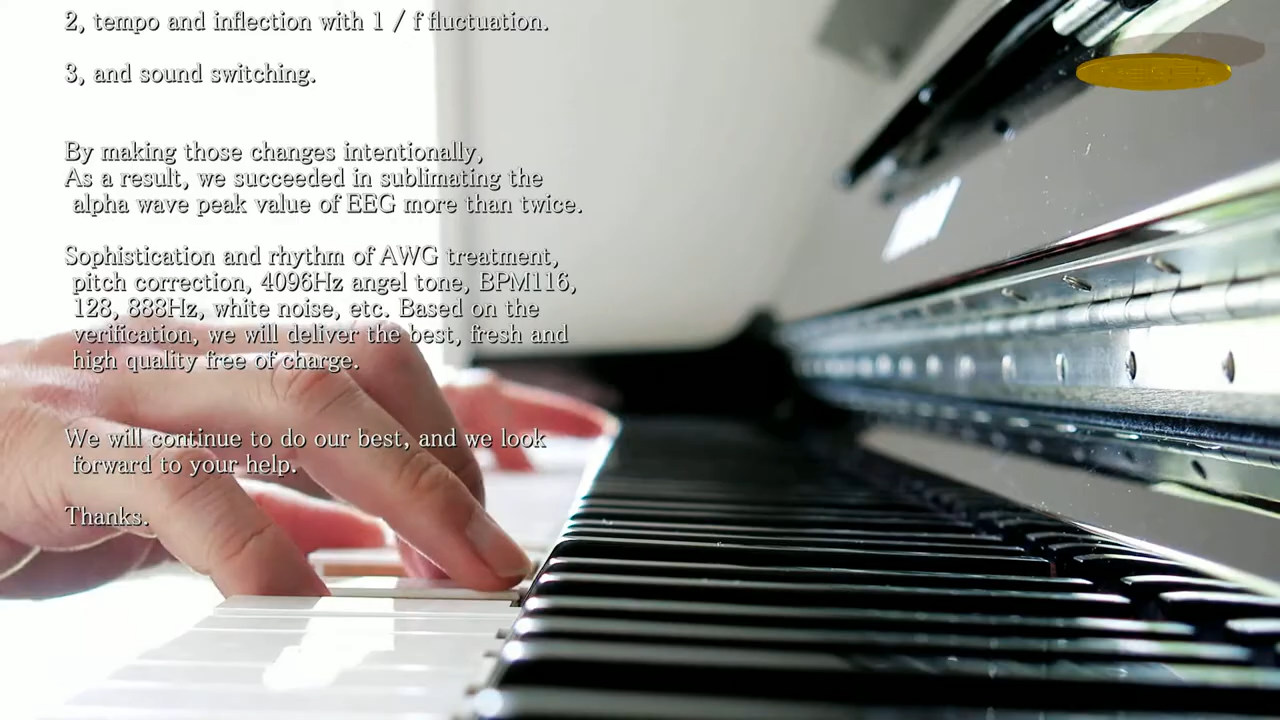 2, tempo and inflection with 1 / f fluctuation.
3, and sound switching.
By making those changes intentionally,
As a result, we succeeded in sublimating the
alpha wave peak value of EEG more than twice.
Sophistication and rhythm of AWG treatment,
pitch correction, 4096Hz angel tone, BPM116,
128, 888Hz, white noise, etc. Based on the
verification, we will deliver the best, fresh and
high quality free of charge.
We will continue to do our best, and we look
forward to your help.
Thanks.